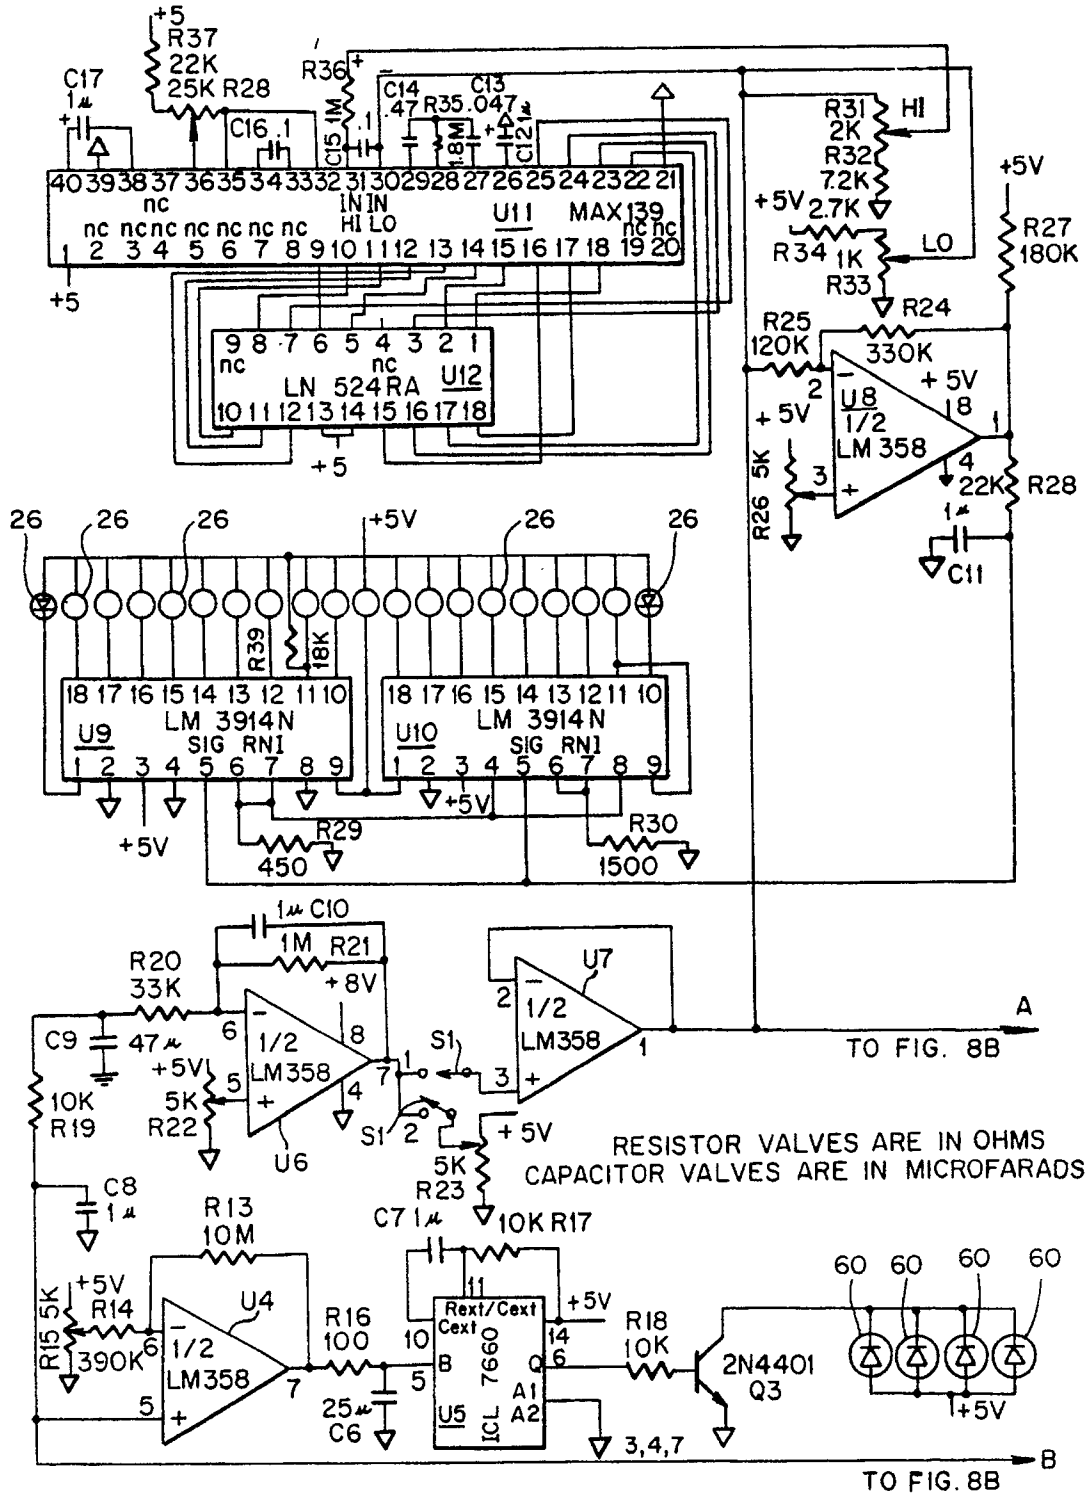 +5
R37
22K
25K R28
C17
1µ
+
C16 .1
R36
1M
+
−
C15 .1
C14
.47
R35
1.8M
C13
.047
+
C12 1µ
40 39 38 37 36 35 34 33 32 31 30 29 28 27 26 25 24 23 22 21
nc
IN IN
HI LO
U11
MAX139
nc nc nc nc nc nc nc
nc nc
1 2 3 4 5 6 7 8 9 10 11 12 13 14 15 16 17 18 19 20
+5
R31
2K
HI
R32
7.2K
+5V
2.7K
R34
1K
R33
LO
+5V
R27
180K
9 8 7 6 5 4 3 2 1
nc
nc
LN 524RA
U12
10 11 12 13 14 15 16 17 18
+5
R25
120K
R24
330K
2
−
+5V
8
U8
1/2
LM358
1
+5V
R26 5K
3
+
4
22K
R28
1µ
C11
26
26
26
+5V
26
26
R39
18K
18 17 16 15 14 13 12 11 10
LM 3914N
U9
SIG RNI
1 2 3 4 5 6 7 8 9
18 17 16 15 14 13 12 11 10
LM 3914N
U10
SIG RNI
1 2 3 4 5 6 7 8 9
+5V
+5V
R29
450
R30
1500
1µ C10
1M R21
R20
33K
+8V
6
−
8
1/2
LM358
7
C9
47µ
+5V
5
+
4
5K
R22
U6
10K
R19
1
S1
S1
2
U7
2
−
1/2
LM358
3
+
1
A
TO FIG. 8B
+5V
5K
R23
RESISTOR VALVES ARE IN OHMS
CAPACITOR VALVES ARE IN MICROFARADS
C8
1µ
R13
10M
C7 1µ
10K R17
+5V
R15 5K
R14
390K
6
−
U4
1/2
LM358
5
+
7
R16
100
25µ
C6
11
Rext/Cext
Cext
10
14
+5V
B
5
ICL 7660
Q
6
A1
A2
U5
3,4,7
R18
10K
2N4401
Q3
60
60
60
60
+5V
B
TO FIG. 8B